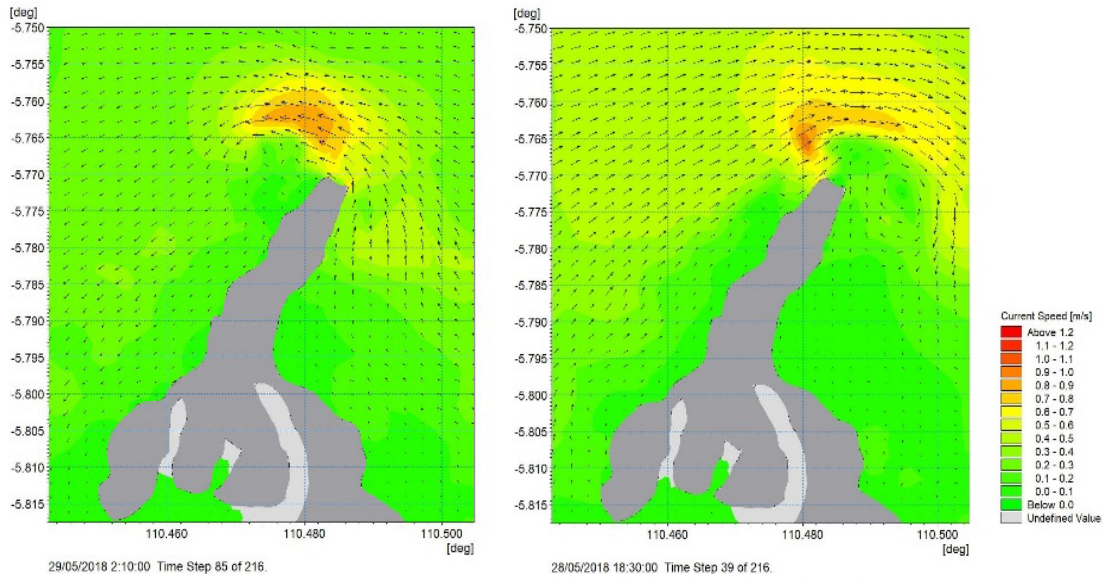 [deg]
-5.750
-5.755
-5.760
-5.765
-5.770
-5.775
-5.780
-5.785
-5.790
-5.795
-5.800
-5.805
-5.810
-5.815
110.460 110.480 110.500
[deg]
29/05/2018 2:10:00 Time Step 85 of 216.
[deg]
-5.750
-5.755
-5.760
-5.765
-5.770
-5.775
-5.780
-5.785
-5.790
-5.795
-5.800
-5.805
-5.810
-5.815
110.460 110.480 110.500
[deg]
28/05/2018 18:30:00 Time Step 39 of 216.
Current Speed [m/s]
Above 1.2
1.1 - 1.2
1.0 - 1.1
0.9 - 1.0
0.8 - 0.9
0.7 - 0.8
0.6 - 0.7
0.5 - 0.6
0.4 - 0.5
0.3 - 0.4
0.2 - 0.3
0.1 - 0.2
0.0 - 0.1
Below 0.0
Undefined Value